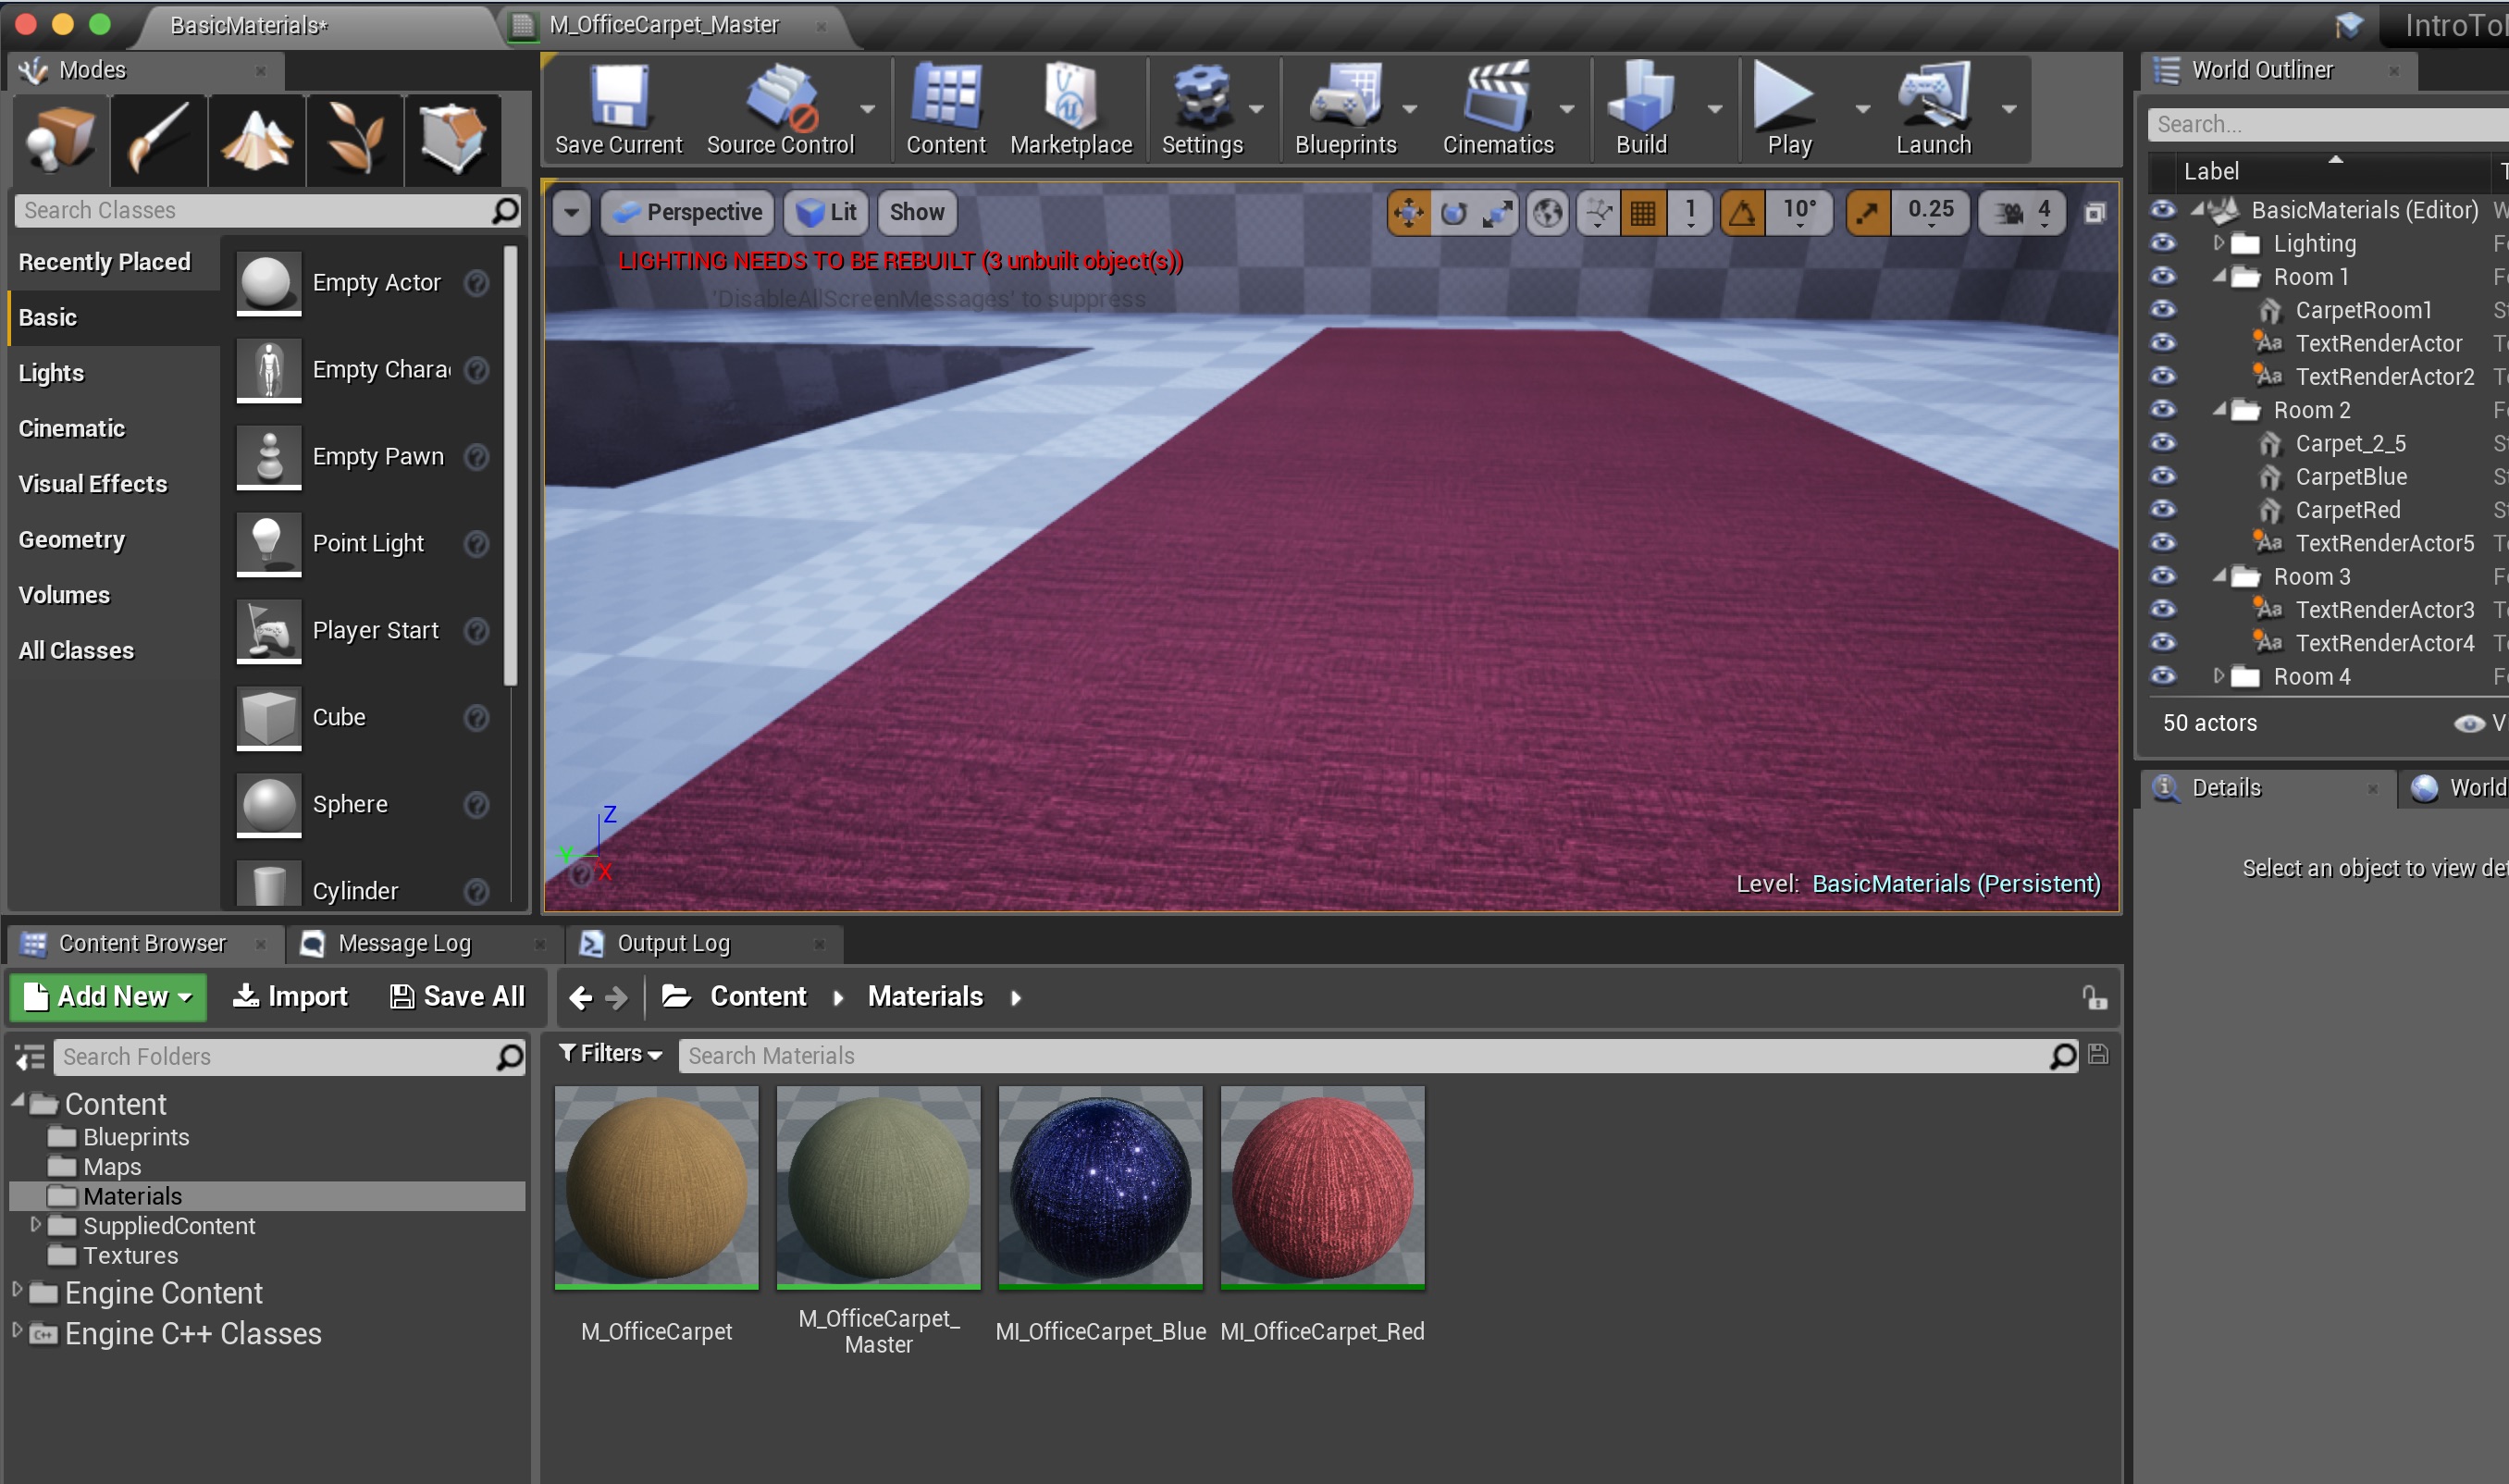 BasicMaterials*
M_OfficeCarpet_Master
IntroTo
Modes
Save Current
Source Control
Content
Marketplace
Settings
Blueprints
Cinematics
Build
Play
Launch
World Outliner
Search...
Label
Search Classes
Recently Placed
Basic
Lights
Cinematic
Visual Effects
Geometry
Volumes
All Classes
Empty Actor
Empty Chara
Empty Pawn
Point Light
Player Start
Cube
Sphere
Cylinder
Perspective
Lit
Show
1
10°
0.25
4
LIGHTING NEEDS TO BE REBUILT (3 unbuilt object(s))
'DisableAllScreenMessages' to suppress
Z
Y
X
Level: BasicMaterials (Persistent)
BasicMaterials (Editor) W
Lighting F
Room 1 F
CarpetRoom1 S
TextRenderActor T
TextRenderActor2 T
Room 2 F
Carpet_2_5 S
CarpetBlue S
CarpetRed S
TextRenderActor5 T
Room 3 F
TextRenderActor3 T
TextRenderActor4 T
Room 4 F
50 actors
V
Details
World
Select an object to view det
Content Browser
Message Log
Output Log
Add New
Import
Save All
Content
Materials
Search Folders
Content
Blueprints
Maps
Materials
SuppliedContent
Textures
Engine Content
C++
Engine C++ Classes
Filters
Search Materials
M_OfficeCarpet
M_OfficeCarpet_
Master
MI_OfficeCarpet_Blue
MI_OfficeCarpet_Red